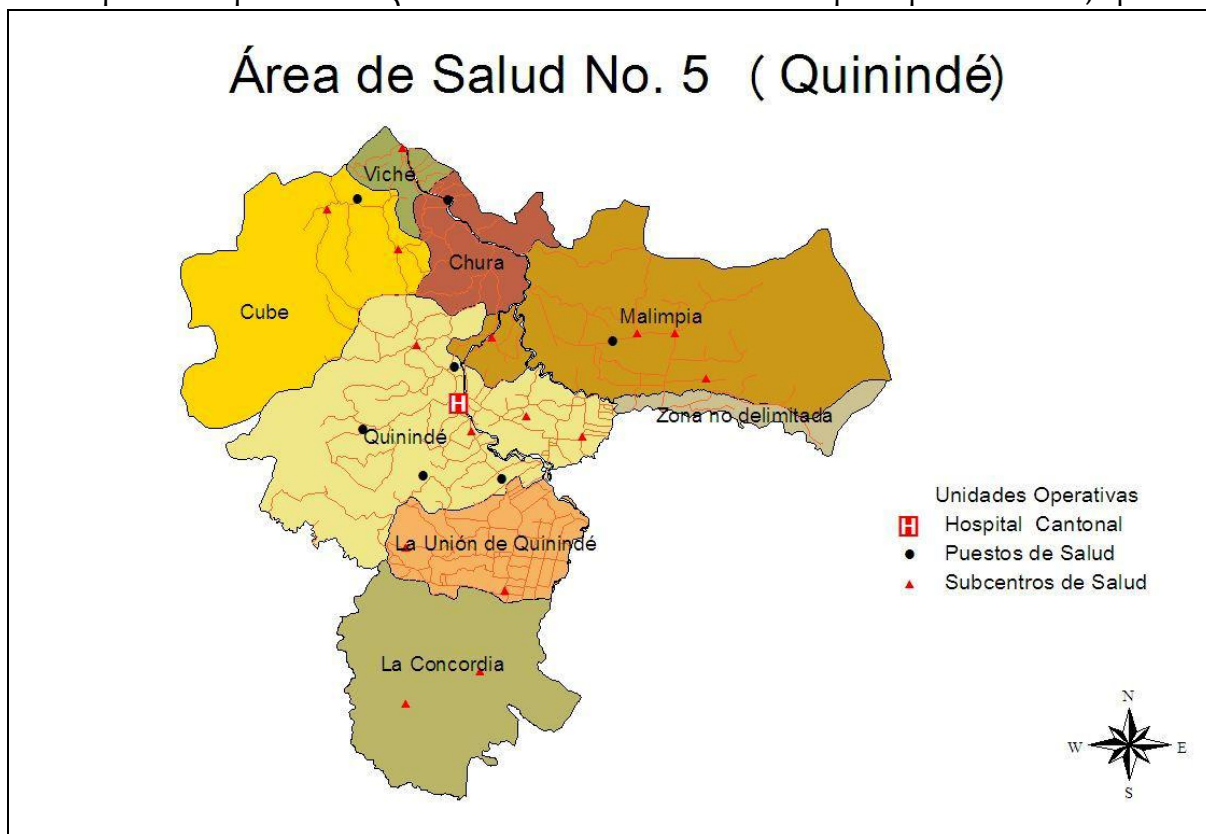 Área de Salud No. 5 ( Quinindé)
Viche
Chura
Cube
Malimpia
Zona no delimitada
Quinindé
La Unión de Quinindé
La Concordia
Unidades Operativas
H Hospital Cantonal
Puestos de Salud
Subcentros de Salud
H
N
W E
S